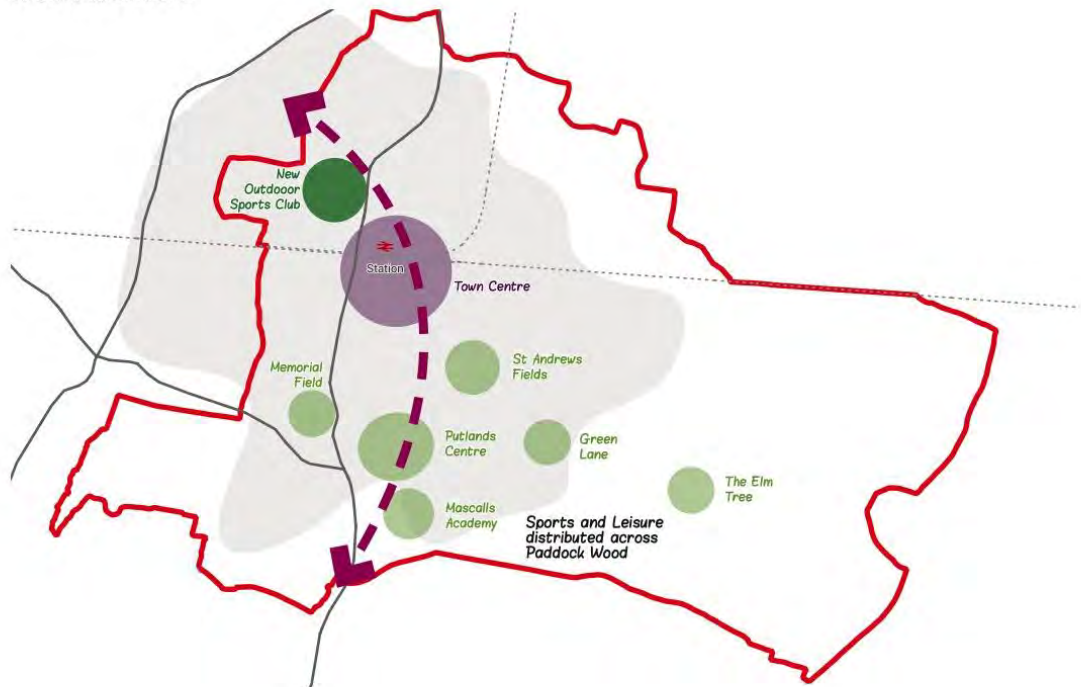 New
Outdooor
Sports Club
Station
Town Centre
Memorial
Field
St Andrews
Fields
Putlands
Centre
Green
Lane
Mascalls
Academy
The Elm
Tree
Sports and Leisure
distributed across
Paddock Wood